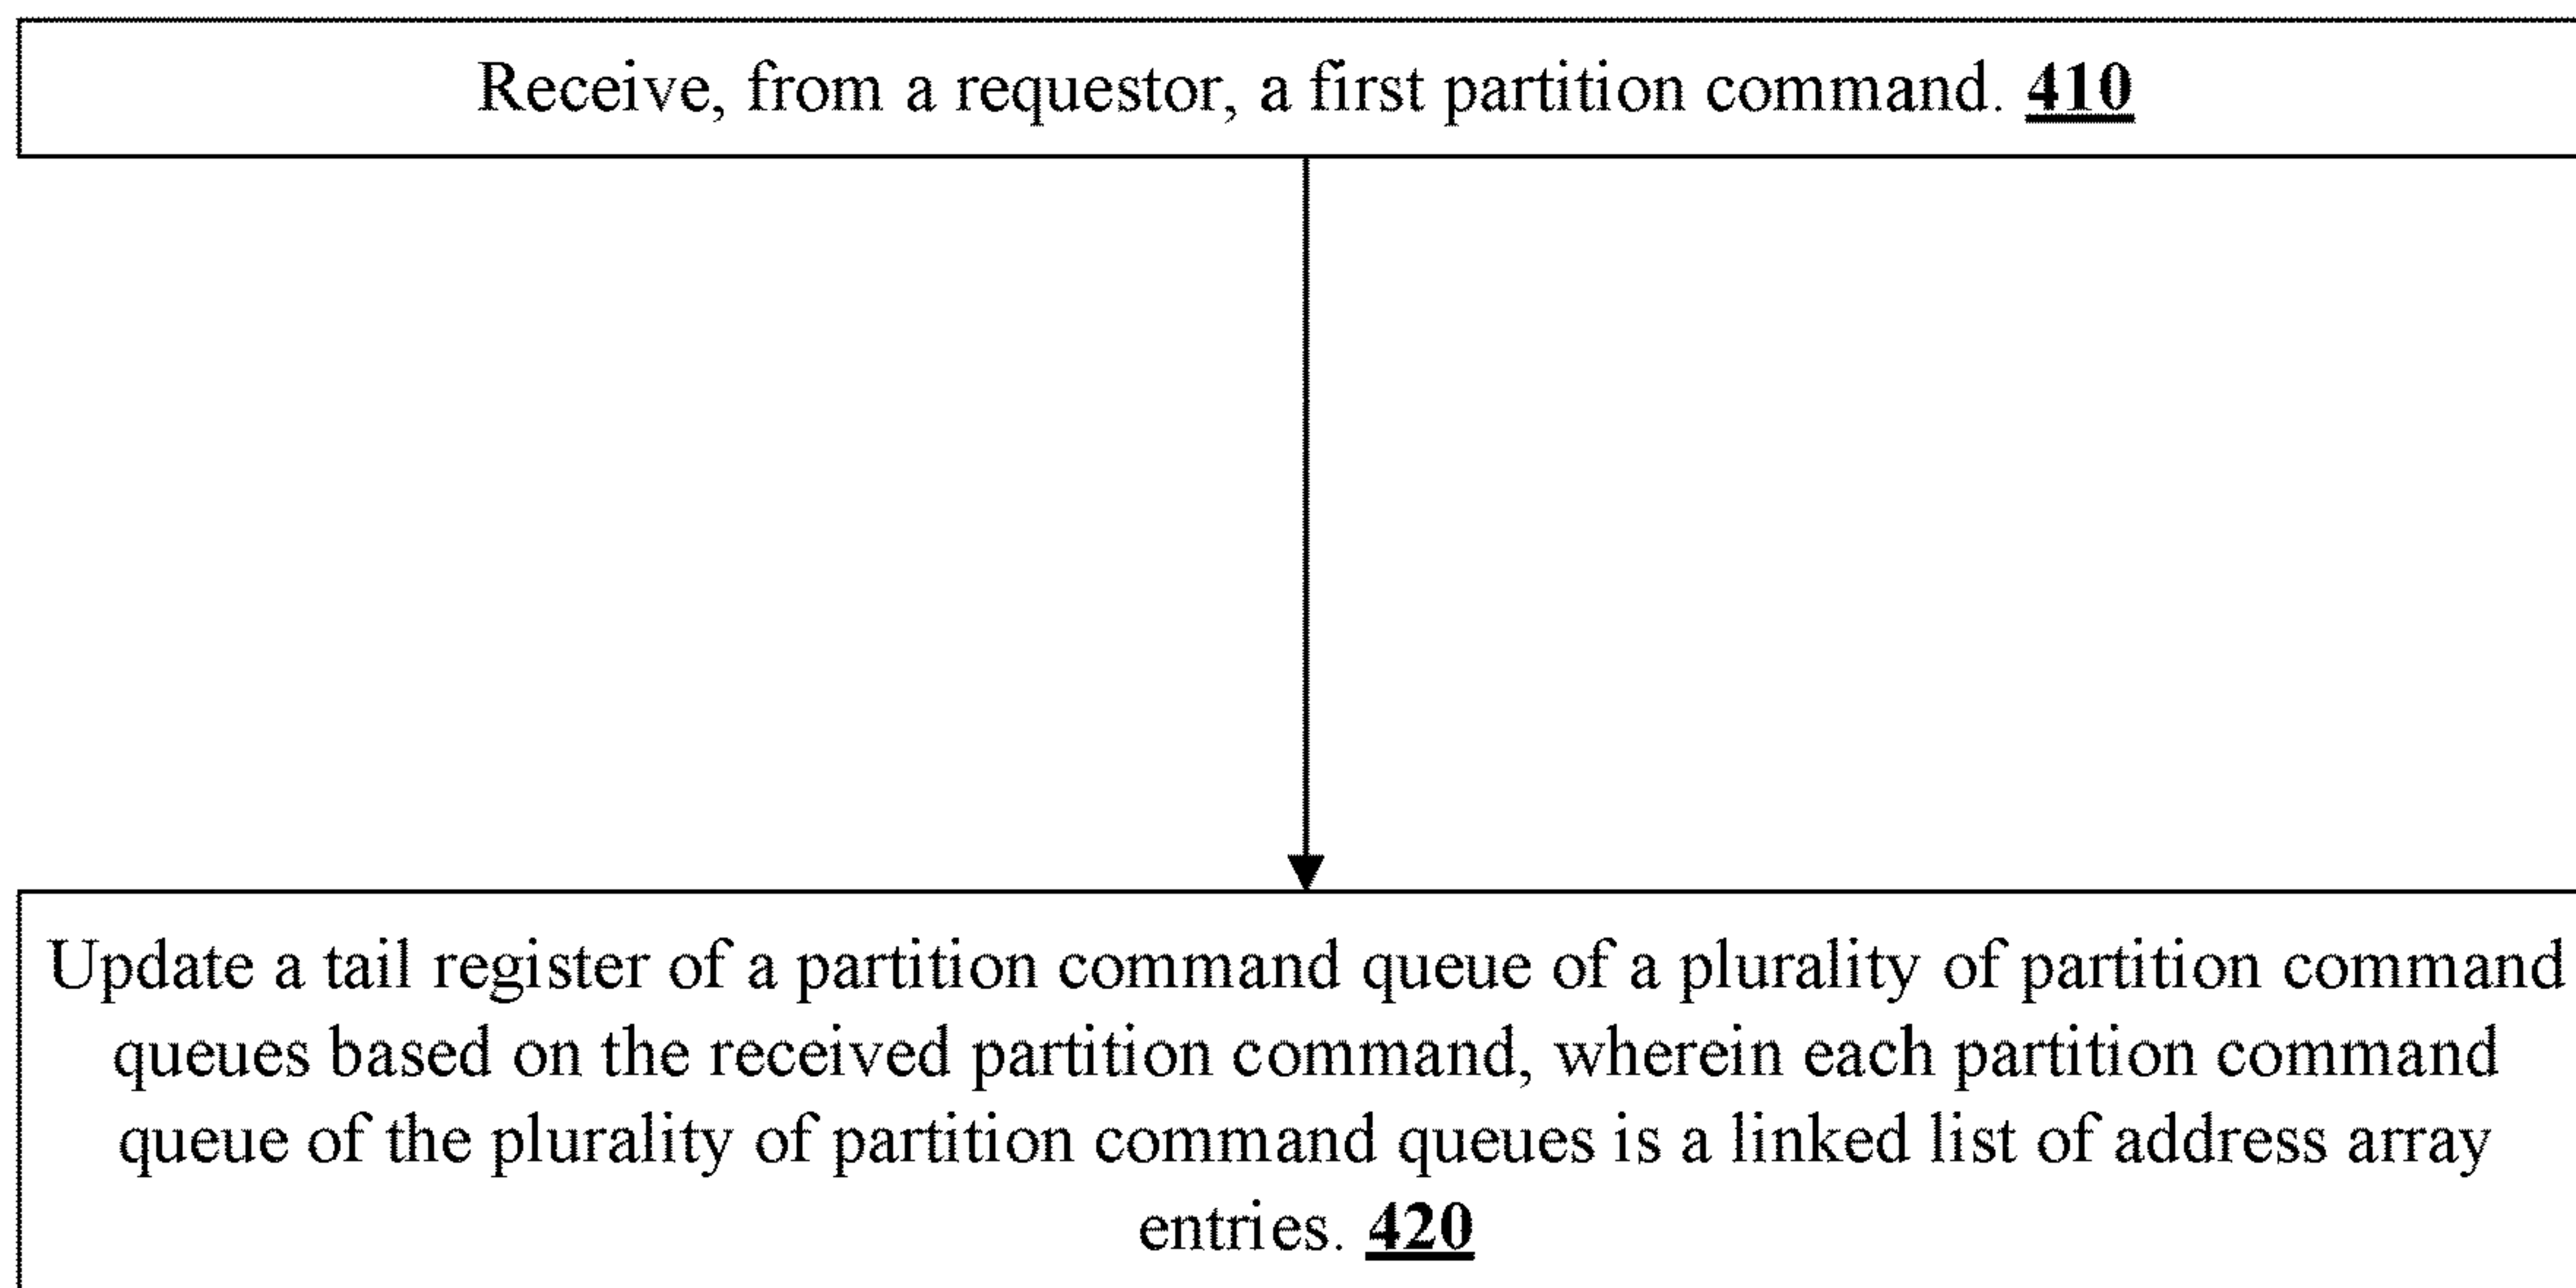 Receive, from a requestor, a first partition command. 410
Update a tail register of a partition command queue of a plurality of partition command
queues based on the received partition command, wherein each partition command
queue of the plurality of partition command queues is a linked list of address array
entries. 420